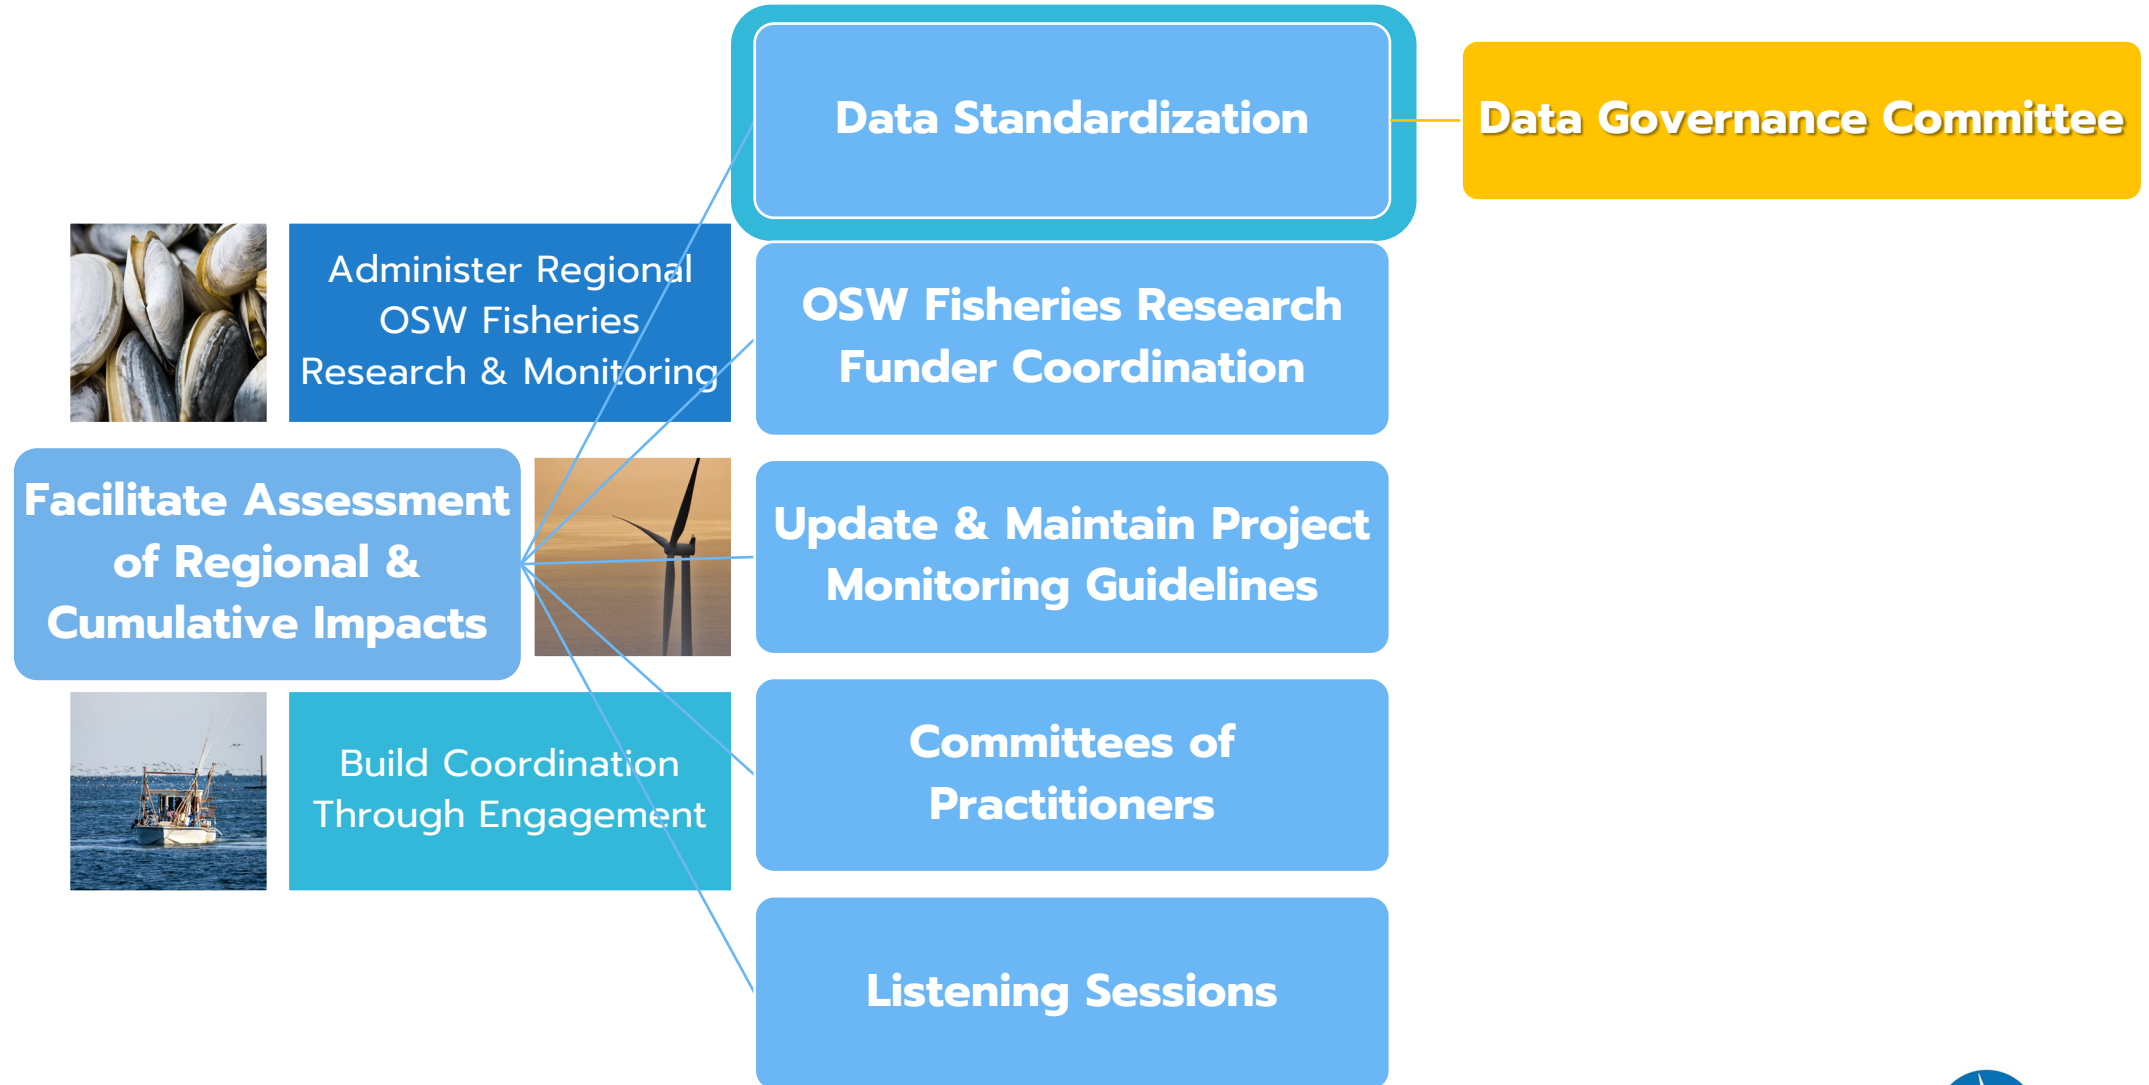 Data Standardization
Data Governance Committee
Administer Regional
OSW Fisheries
Research & Monitoring
OSW Fisheries Research
Funder Coordination
Facilitate Assessment
of Regional &
Cumulative Impacts
Update & Maintain Project
Monitoring Guidelines
Build Coordination
Through Engagement
Committees of
Practitioners
Listening Sessions